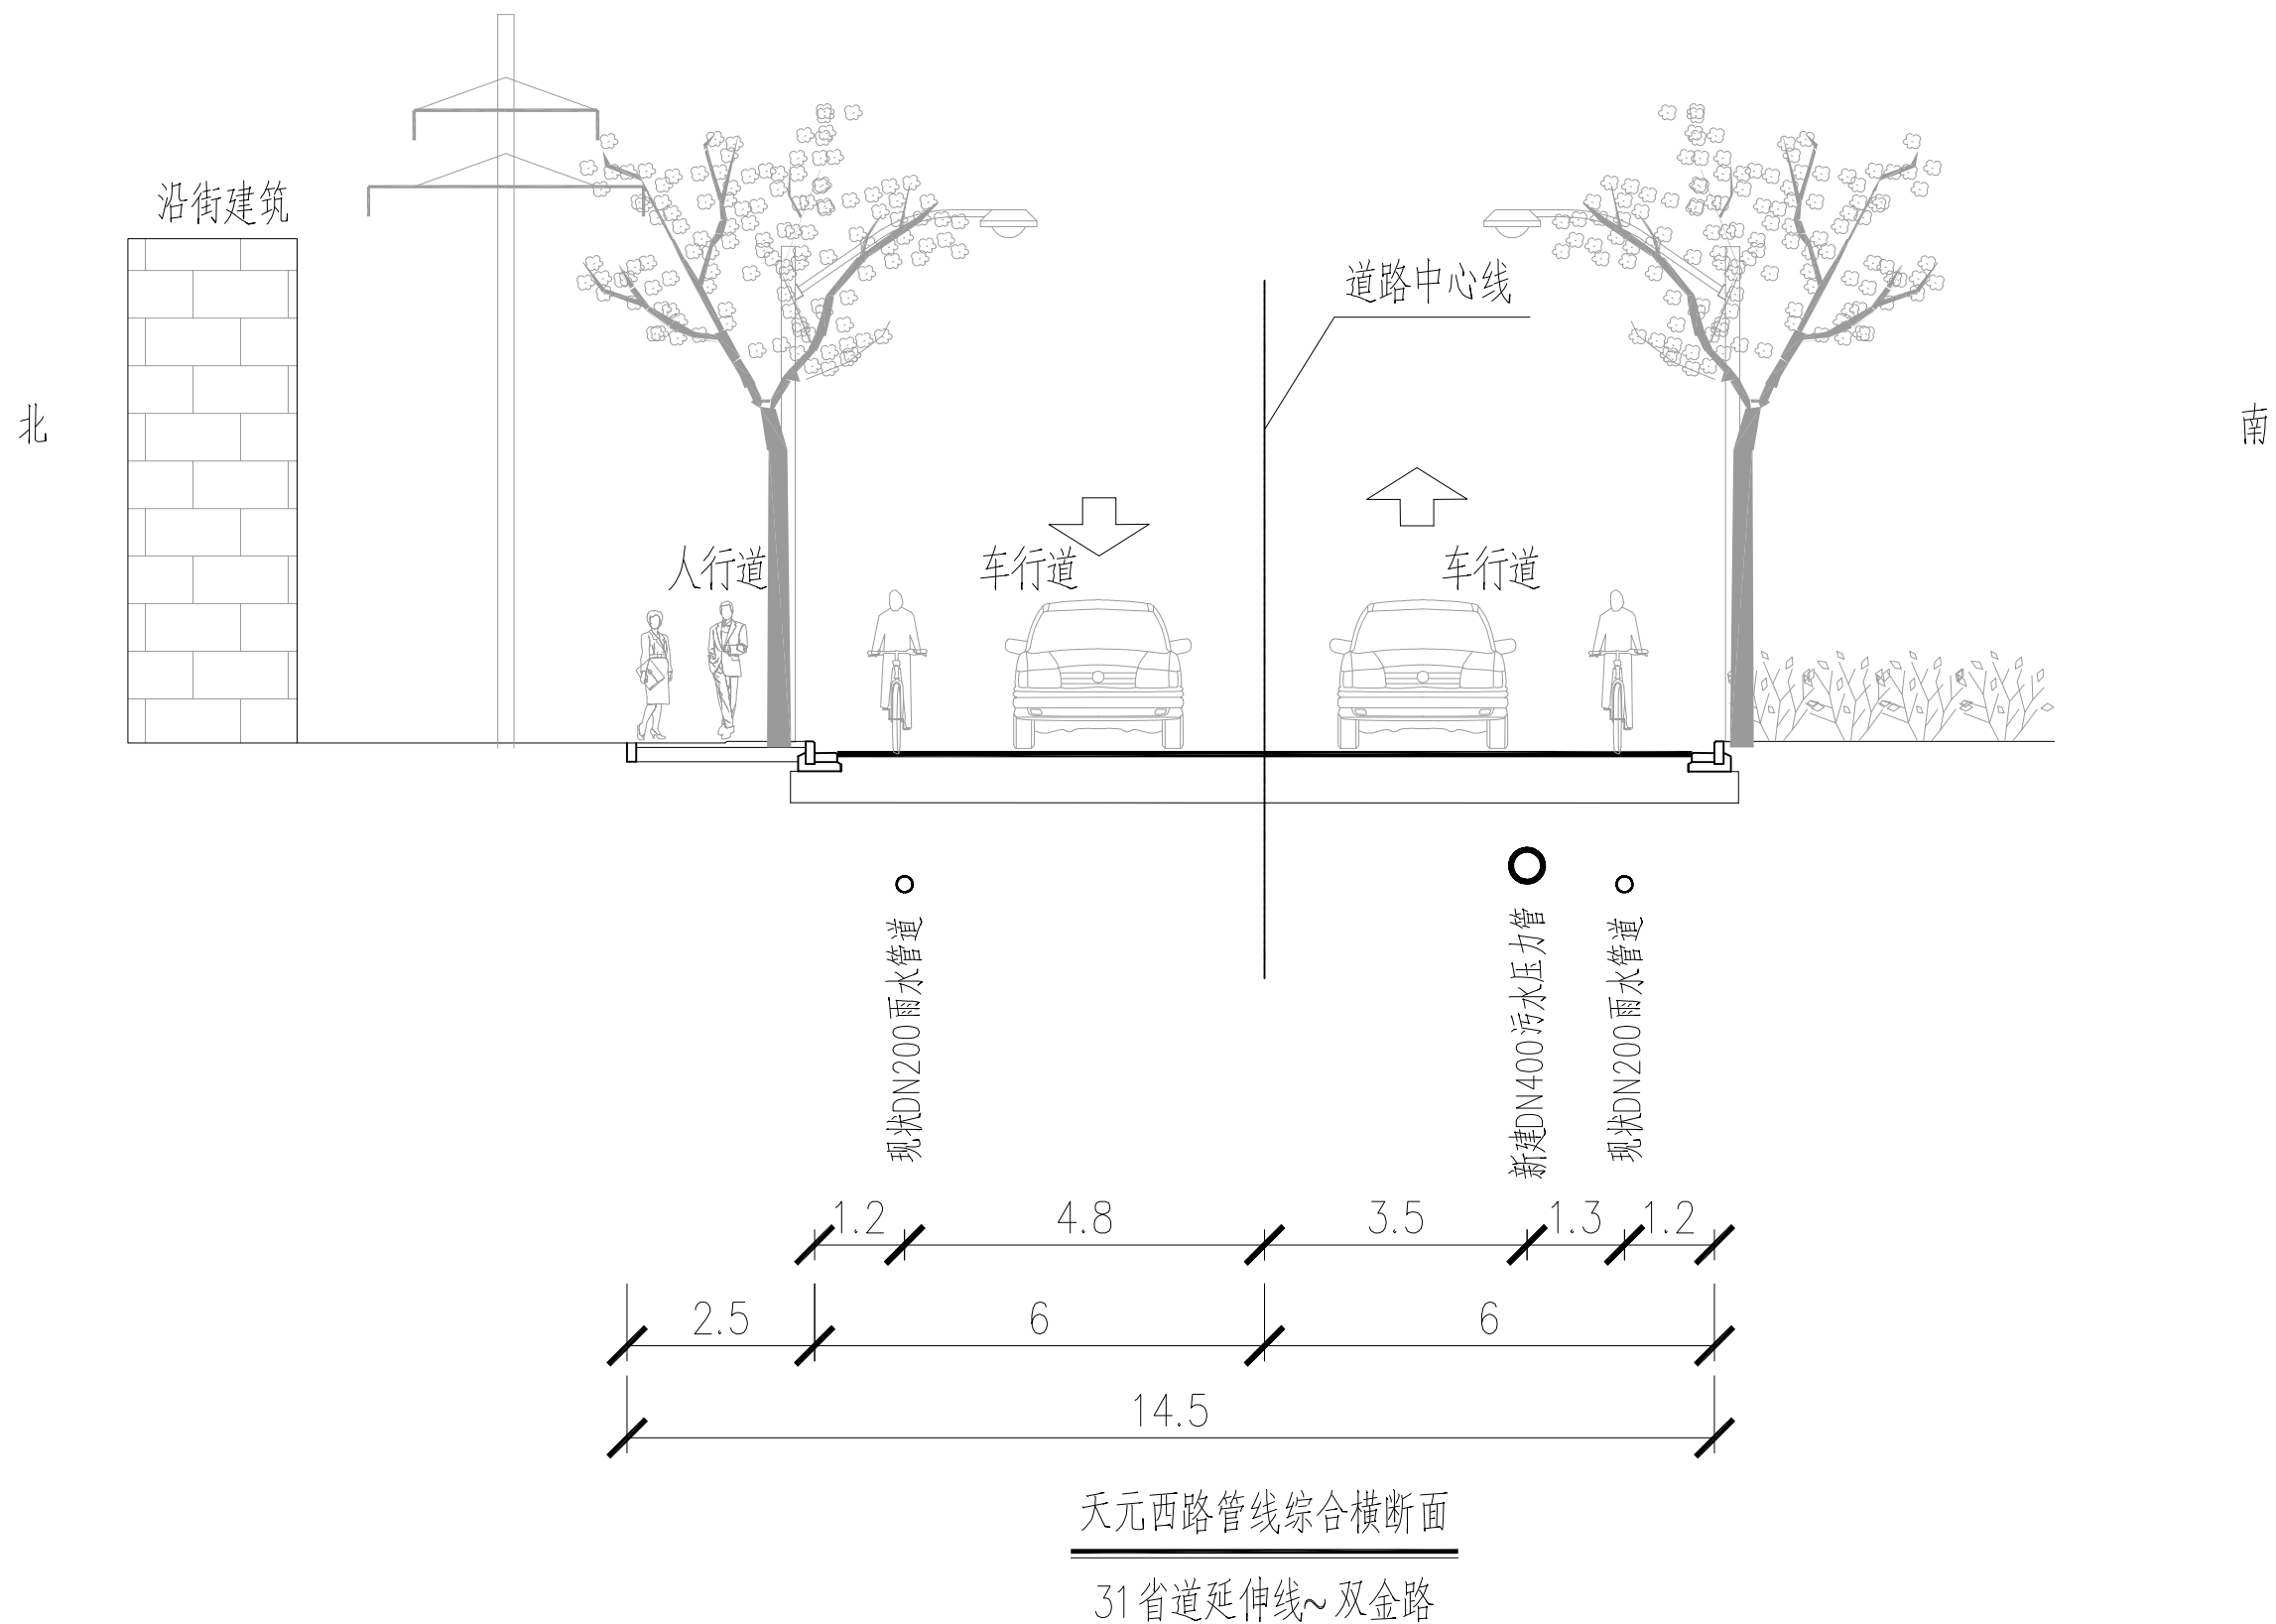 沿街建筑
道路中心线
北
南
人行道
车行道
车行道
现状DN200雨水管道
新建DN400污水压力管
现状DN200雨水管道
1.2
4.8
3.5
1.3
1.2
2.5
6
6
14.5
天元西路管线综合横断面
31省道延伸线~双金路